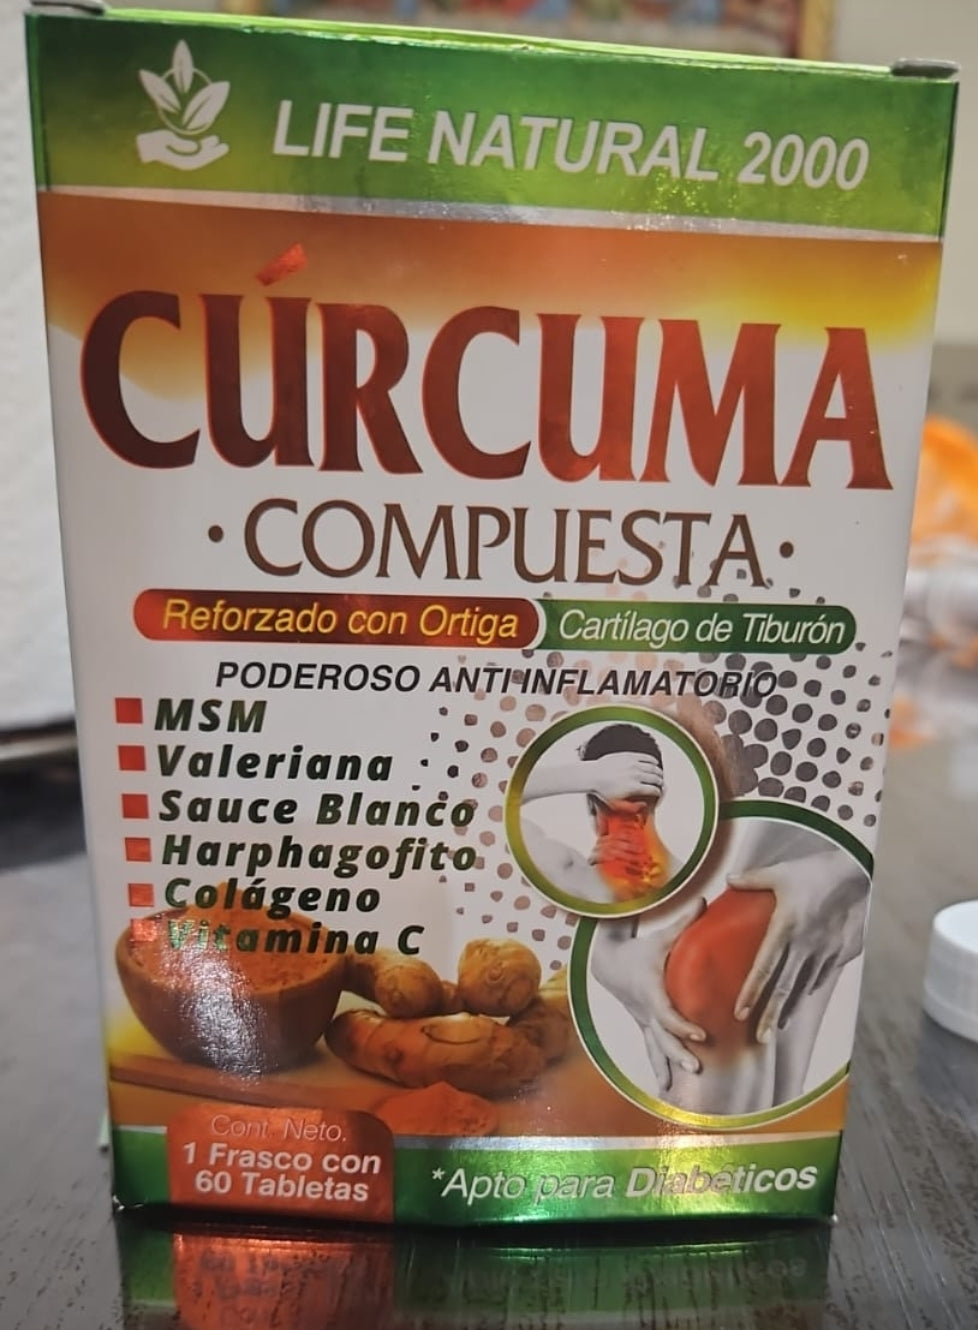 LIFE NATURAL 2000
CÚRCUMA
• COMPUESTA •
Reforzado con Ortiga
Cartílago de Tiburón
PODEROSO ANTI-INFLAMATORIO
MSM
Valeriana
Sauce Blanco
Harphagofito
Colágeno
Vitamina C
Cont. Neto.
1 Frasco con
60 Tabletas
*Apto para Diabéticos